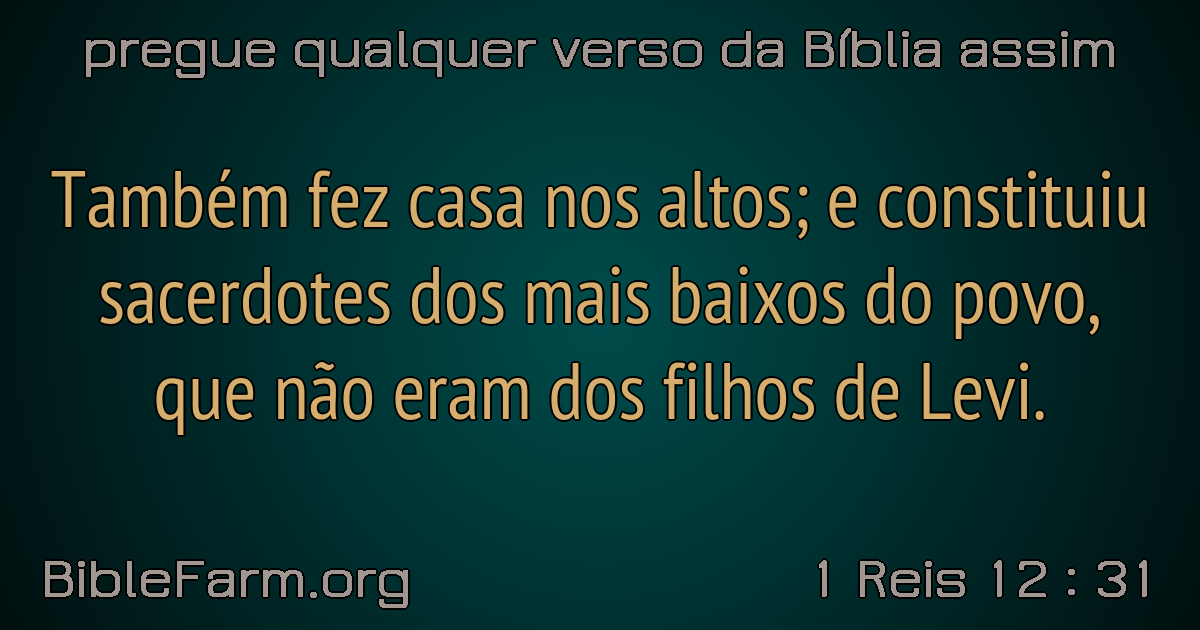 pregue qualquer verso da Bíblia assim
Também fez casa nos altos; e constituiu
sacerdotes dos mais baixos do povo,
que não eram dos filhos de Levi.
BibleFarm.org
1 Reis 12 : 31